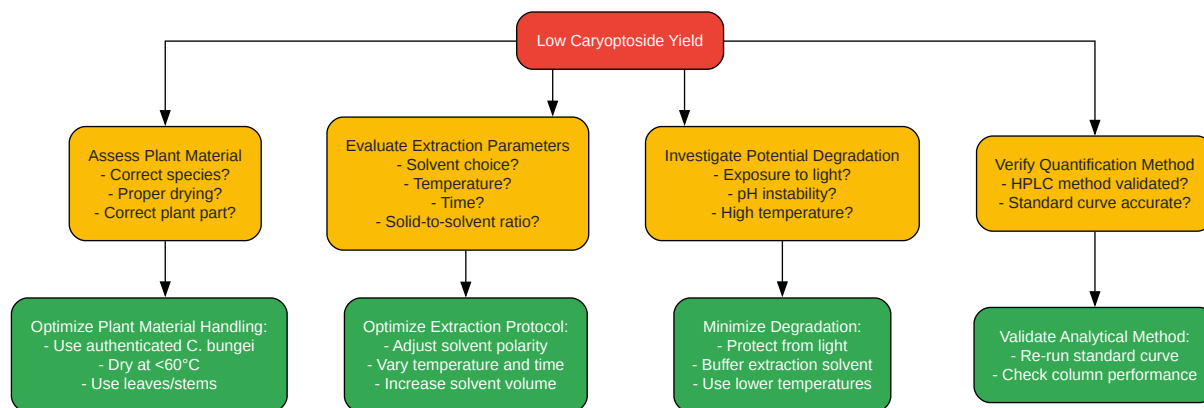 Low Caryoptoside Yield
Assess Plant Material
- Correct species?
- Proper drying?
- Correct plant part?
Evaluate Extraction Parameters
- Solvent choice?
- Temperature?
- Time?
- Solid-to-solvent ratio?
Investigate Potential Degradation
- Exposure to light?
- pH instability?
- High temperature?
Verify Quantification Method
- HPLC method validated?
- Standard curve accurate?
Optimize Plant Material Handling:
- Use authenticated C. bungei
- Dry at <60°C
- Use leaves/stems
Optimize Extraction Protocol:
- Adjust solvent polarity
- Vary temperature and time
- Increase solvent volume
Minimize Degradation:
- Protect from light
- Buffer extraction solvent
- Use lower temperatures
Validate Analytical Method:
- Re-run standard curve
- Check column performance